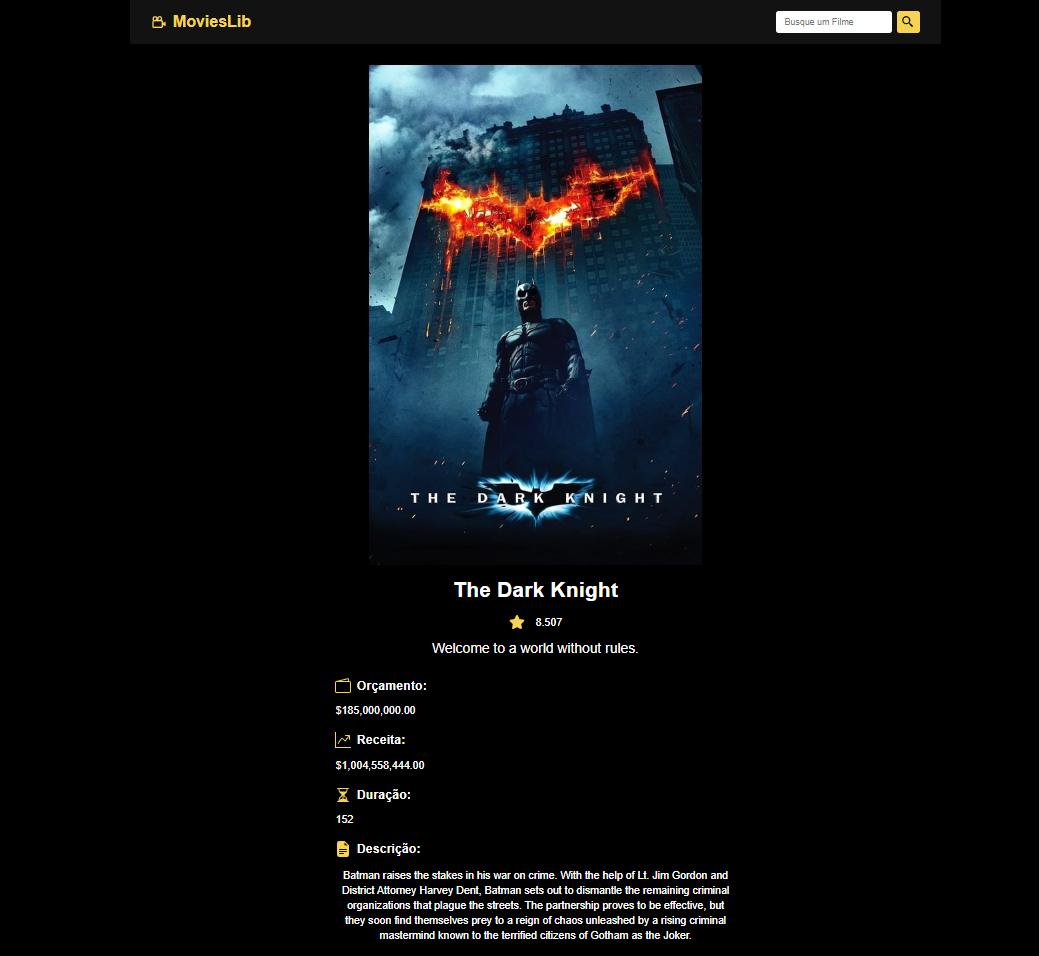 MoviesLib
Busque um Filme
THE DARK KNIGHT
The Dark Knight
8.507
Welcome to a world without rules.
Orçamento:
$185,000,000.00
Receita:
$1,004,558,444.00
Duração:
152
Descrição:
Batman raises the stakes in his war on crime. With the help of Lt. Jim Gordon and
District Attorney Harvey Dent, Batman sets out to dismantle the remaining criminal
organizations that plague the streets. The partnership proves to be effective, but
they soon find themselves prey to a reign of chaos unleashed by a rising criminal
mastermind known to the terrified citizens of Gotham as the Joker.